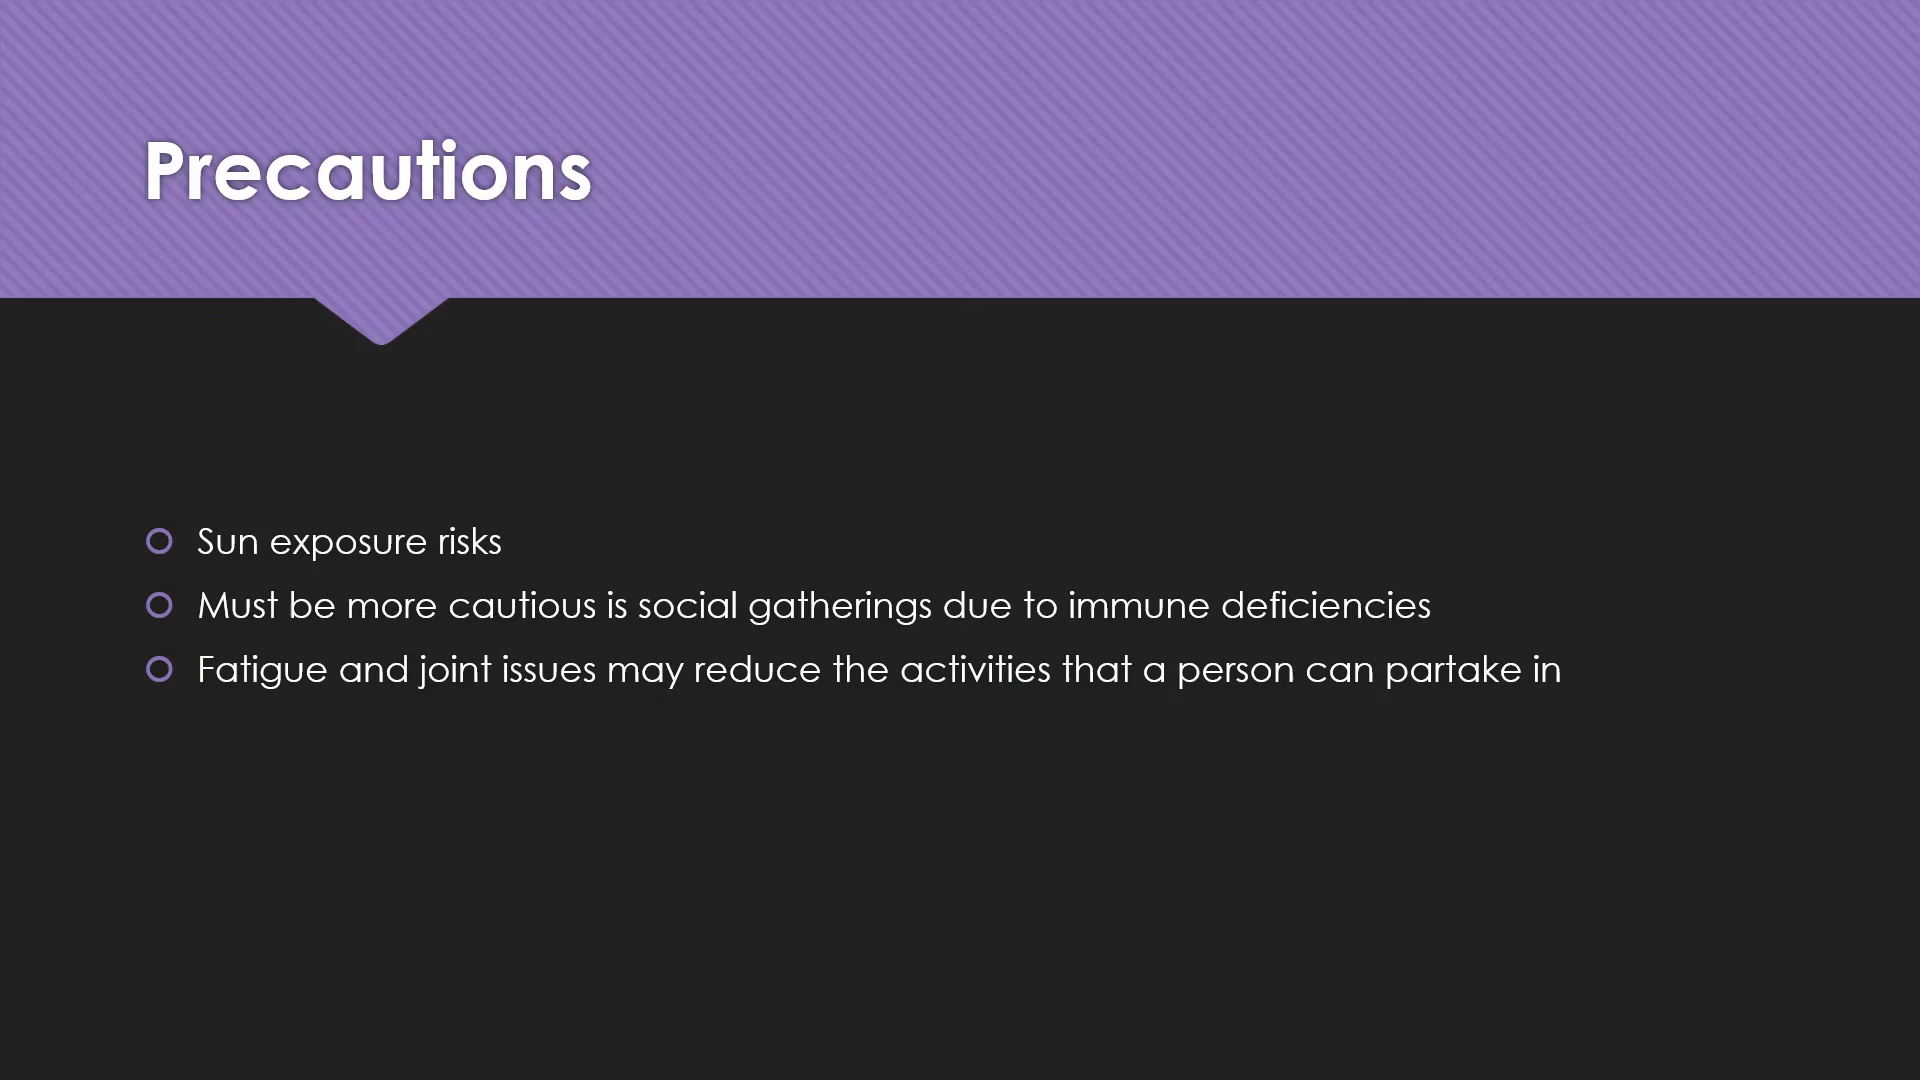 Precautions
Sun exposure risks
Must be more cautious is social gatherings due to immune deficiencies
Fatigue and joint issues may reduce the activities that a person can partake in